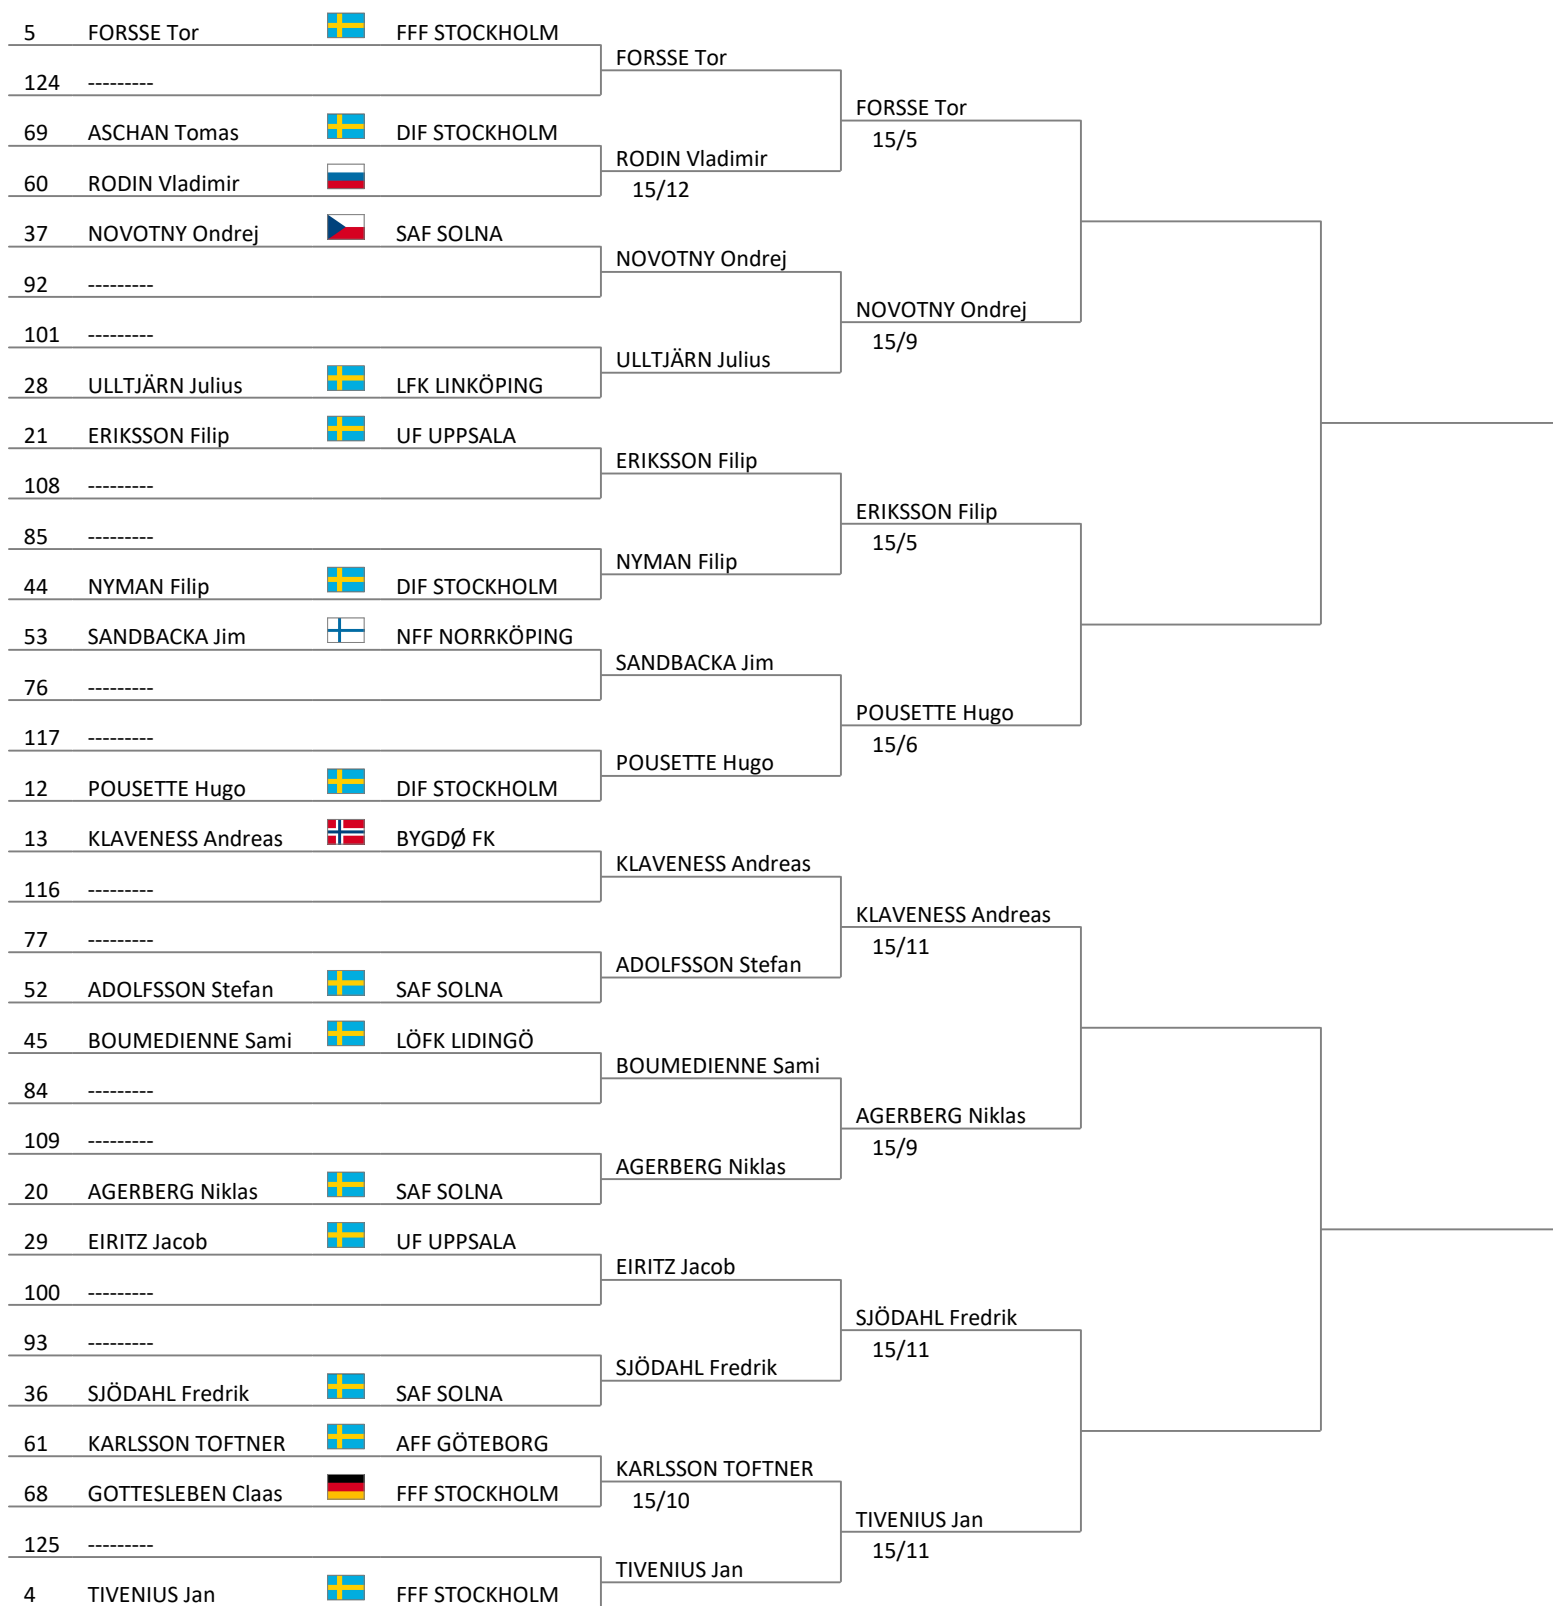 5 FORSSE Tor FFF STOCKHOLM
FORSSE Tor
124 ---------
FORSSE Tor
69 ASCHAN Tomas DIF STOCKHOLM
15/5
RODIN Vladimir
60 RODIN Vladimir
15/12
37 NOVOTNY Ondrej SAF SOLNA
NOVOTNY Ondrej
92 ---------
NOVOTNY Ondrej
101 ---------
15/9
ULLTJÄRN Julius
28 ULLTJÄRN Julius LFK LINKÖPING
21 ERIKSSON Filip UF UPPSALA
ERIKSSON Filip
108 ---------
ERIKSSON Filip
85 ---------
15/5
NYMAN Filip
44 NYMAN Filip DIF STOCKHOLM
53 SANDBACKA Jim NFF NORRKÖPING
SANDBACKA Jim
76 ---------
POUSETTE Hugo
117 ---------
15/6
POUSETTE Hugo
12 POUSETTE Hugo DIF STOCKHOLM
13 KLAVENESS Andreas BYGDØ FK
KLAVENESS Andreas
116 ---------
KLAVENESS Andreas
77 ---------
15/11
ADOLFSSON Stefan
52 ADOLFSSON Stefan SAF SOLNA
45 BOUMEDIENNE Sami LÖFK LIDINGÖ
BOUMEDIENNE Sami
84 ---------
AGERBERG Niklas
109 ---------
15/9
AGERBERG Niklas
20 AGERBERG Niklas SAF SOLNA
29 EIRITZ Jacob UF UPPSALA
EIRITZ Jacob
100 ---------
SJÖDAHL Fredrik
93 ---------
15/11
SJÖDAHL Fredrik
36 SJÖDAHL Fredrik SAF SOLNA
61 KARLSSON TOFTNER AFF GÖTEBORG
KARLSSON TOFTNER
68 GOTTESLEBEN Claas FFF STOCKHOLM
15/10
TIVENIUS Jan
125 ---------
15/11
TIVENIUS Jan
4 TIVENIUS Jan FFF STOCKHOLM